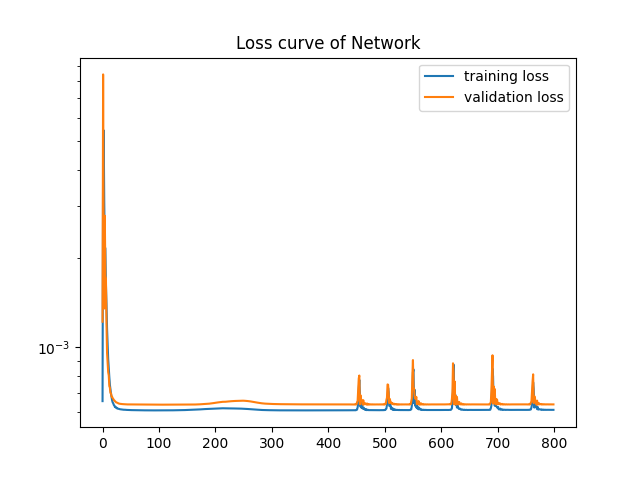 Loss curve of Network
training loss
validation loss
10⁻³
0 100 200 300 400 500 600 700 800